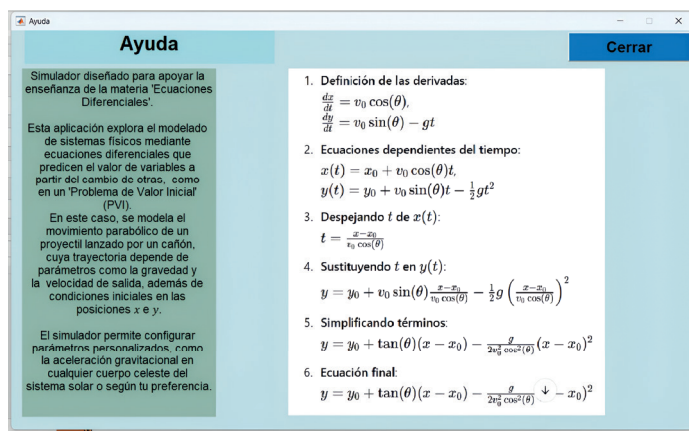 Ayuda
Ayuda
Cerrar
Simulador diseñado para apoyar la
enseñanza de la materia 'Ecuaciones
Diferenciales'.
Esta aplicación explora el modelado
de sistemas físicos mediante
ecuaciones diferenciales que
predicen el valor de variables a
partir del cambio de otras, como
en un 'Problema de Valor Inicial'
(PVI).
En este caso, se modela el
movimiento parabólico de un
proyectil lanzado por un cañón,
cuya trayectoria depende de
parámetros como la gravedad y
la velocidad de salida, además de
condiciones iniciales en las
posiciones x e y.
El simulador permite configurar
parámetros personalizados, como
la aceleración gravitacional en
cualquier cuerpo celeste del
sistema solar o según tu preferencia.
1. Definición de las derivadas:
dx/dt = v₀ cos(θ),
dy/dt = v₀ sin(θ) − gt
2. Ecuaciones dependientes del tiempo:
x(t) = x₀ + v₀ cos(θ)t,
y(t) = y₀ + v₀ sin(θ)t − ½gt²
3. Despejando t de x(t):
t = (x−x₀)/(v₀ cos(θ))
4. Sustituyendo t en y(t):
y = y₀ + v₀ sin(θ) (x−x₀)/(v₀ cos(θ)) − ½g ((x−x₀)/(v₀ cos(θ)))²
5. Simplificando términos:
y = y₀ + tan(θ)(x − x₀) − g/(2v₀² cos²(θ)) (x − x₀)²
6. Ecuación final:
y = y₀ + tan(θ)(x − x₀) − g/(2v₀² cos²(θ)) − x₀)²